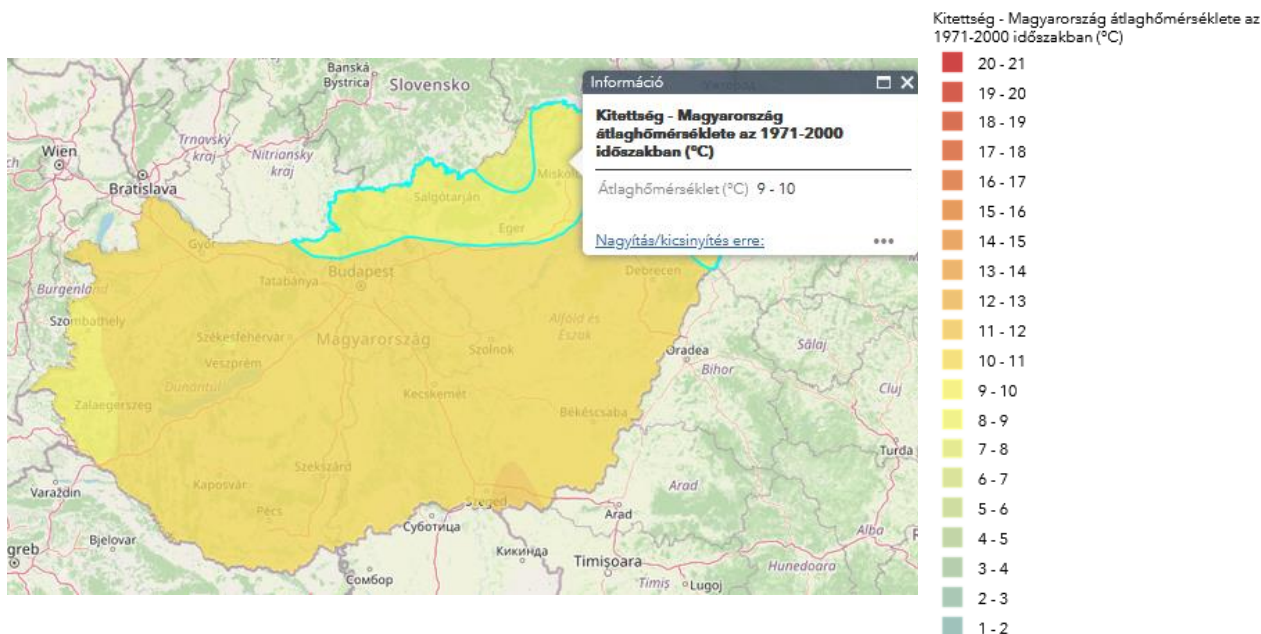 Kitettség - Magyarország átlaghőmérséklete az
1971-2000 időszakban (°C)
20 - 21
19 - 20
18 - 19
17 - 18
16 - 17
15 - 16
14 - 15
13 - 14
12 - 13
11 - 12
10 - 11
9 - 10
8 - 9
7 - 8
6 - 7
5 - 6
4 - 5
3 - 4
2 - 3
1 - 2
Információ
Kitettség - Magyarország
átlaghőmérséklete az 1971-2000
időszakban (°C)
Átlaghőmérséklet (°C) 9 - 10
Nagyítás/kicsinyítés erre:
Banská
Bystrica
Slovensko
Trnavský
kraj
Nitriansky
kraj
Wien
Bratislava
Salgótarján
Eger
Győr
Budapest
Tatabánya
Debrecen
Burgenland
Szombathely
Székesfehérvár
Magyarország
Alföld és
Észak
Szolnok
Veszprém
Dunántúl
Oradea
Bihor
Sălaj
Cluj
Zalaegerszeg
Kecskemét
Békéscsaba
Turda
Szekszárd
Kaposvár
Pécs
Szeged
Varaždin
Суботица
Arad
Arad
Alba
Bjelovar
greb
Кикинда
Timișoara
Сомбор
Timiș
Lugoj
Hunedoara